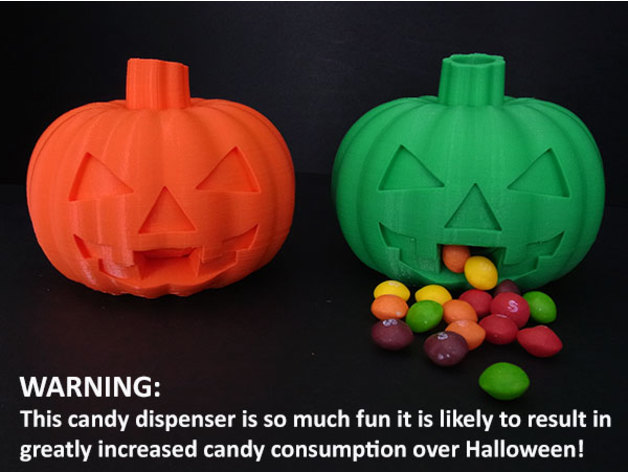 WARNING:
This candy dispenser is so much fun it is likely to result in
greatly increased candy consumption over Halloween!